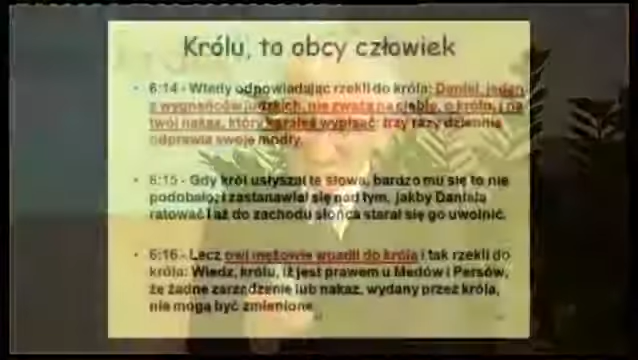 Królu, to obcy człowiek
• 6:14 - Wtedy odpowiadając rzekli do króla: Daniel, jeden
z wygnańców judzkich, nie zważa na ciebie, o królu, i na
twój nakaz, który kazałeś wypisać: trzy razy dziennie
odprawia swoje modły.
• 6:15 - Gdy król usłyszał te słowa, bardzo mu się to nie
podobało; i zastanawiał się nad tym, jakby Daniela
ratować i aż do zachodu słońca starał się go uwolnić.
• 6:16 - Lecz owi mężowie wpadli do króla i tak rzekli do
króla: Wiedz, królu, iż jest prawem u Medów i Persów,
że żadne zarządzenie lub nakaz, wydany przez króla,
nie mogą być zmienione.